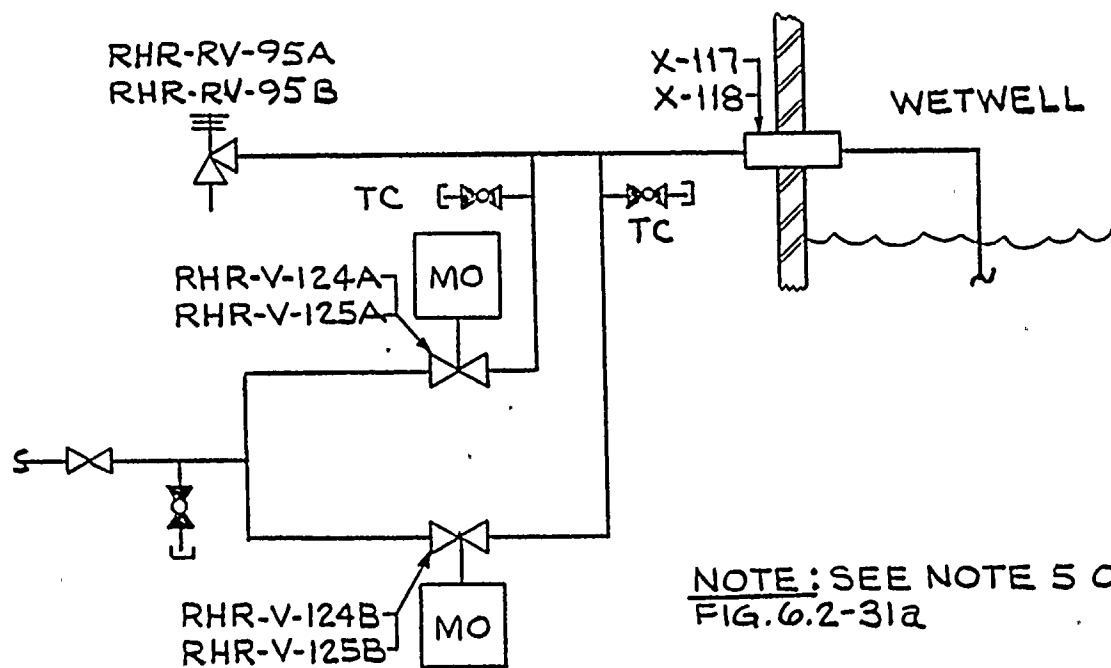 RHR-RV-95A
RHR-RV-95B
X-117
X-118
WETWELL
TC
TC
MO
RHR-V-124A
RHR-V-125A
RHR-V-124B
RHR-V-125B
MO
NOTE: SEE NOTE 5
FIG. 6.2-31a